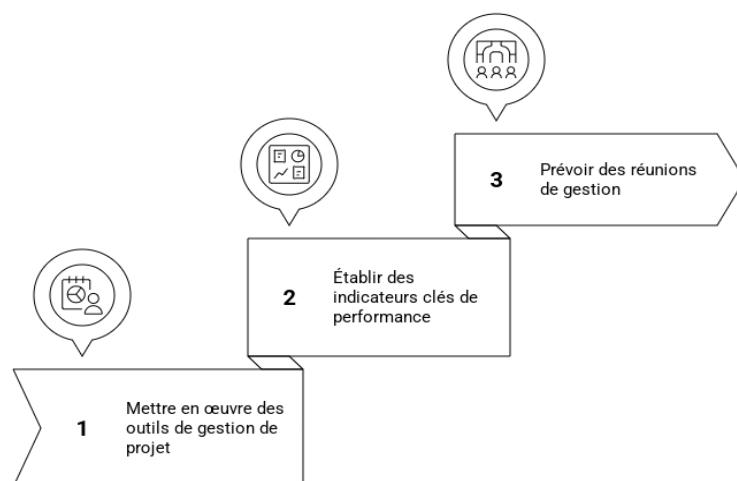 3
Prévoir des réunions
de gestion
2
Établir des
indicateurs clés de
performance
1
Mettre en œuvre des
outils de gestion de
projet